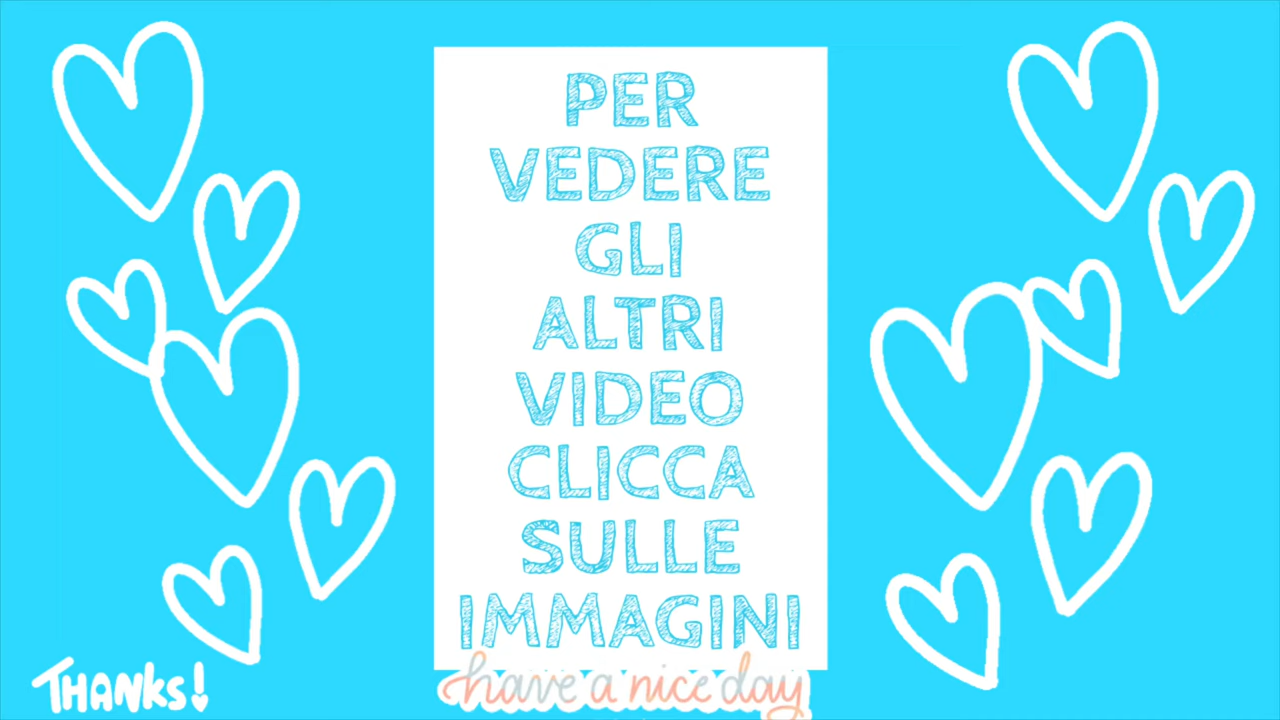 PER
VEDERE
GLI
ALTRI
VIDEO
CLICCA
SULLE
IMMAGINI
have a nice day
THANKS!